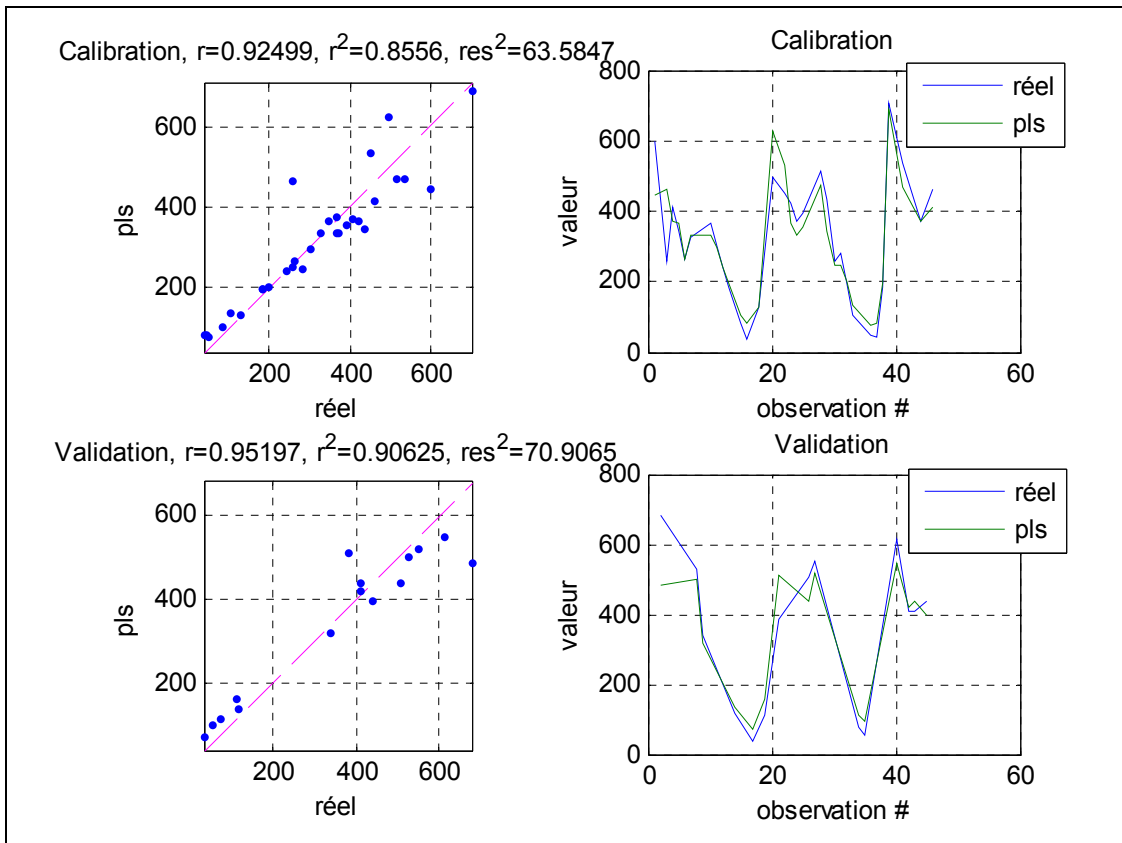 Calibration, r=0.92499, r²=0.8556, res²=63.5847
pls
600
400
200
200 400 600
réel
Calibration
réel
pls
valeur
800
600
400
200
0
0 20 40 60
observation #
Validation, r=0.95197, r²=0.90625, res²=70.9065
pls
600
400
200
200 400 600
réel
Validation
réel
pls
valeur
800
600
400
200
0
0 20 40 60
observation #